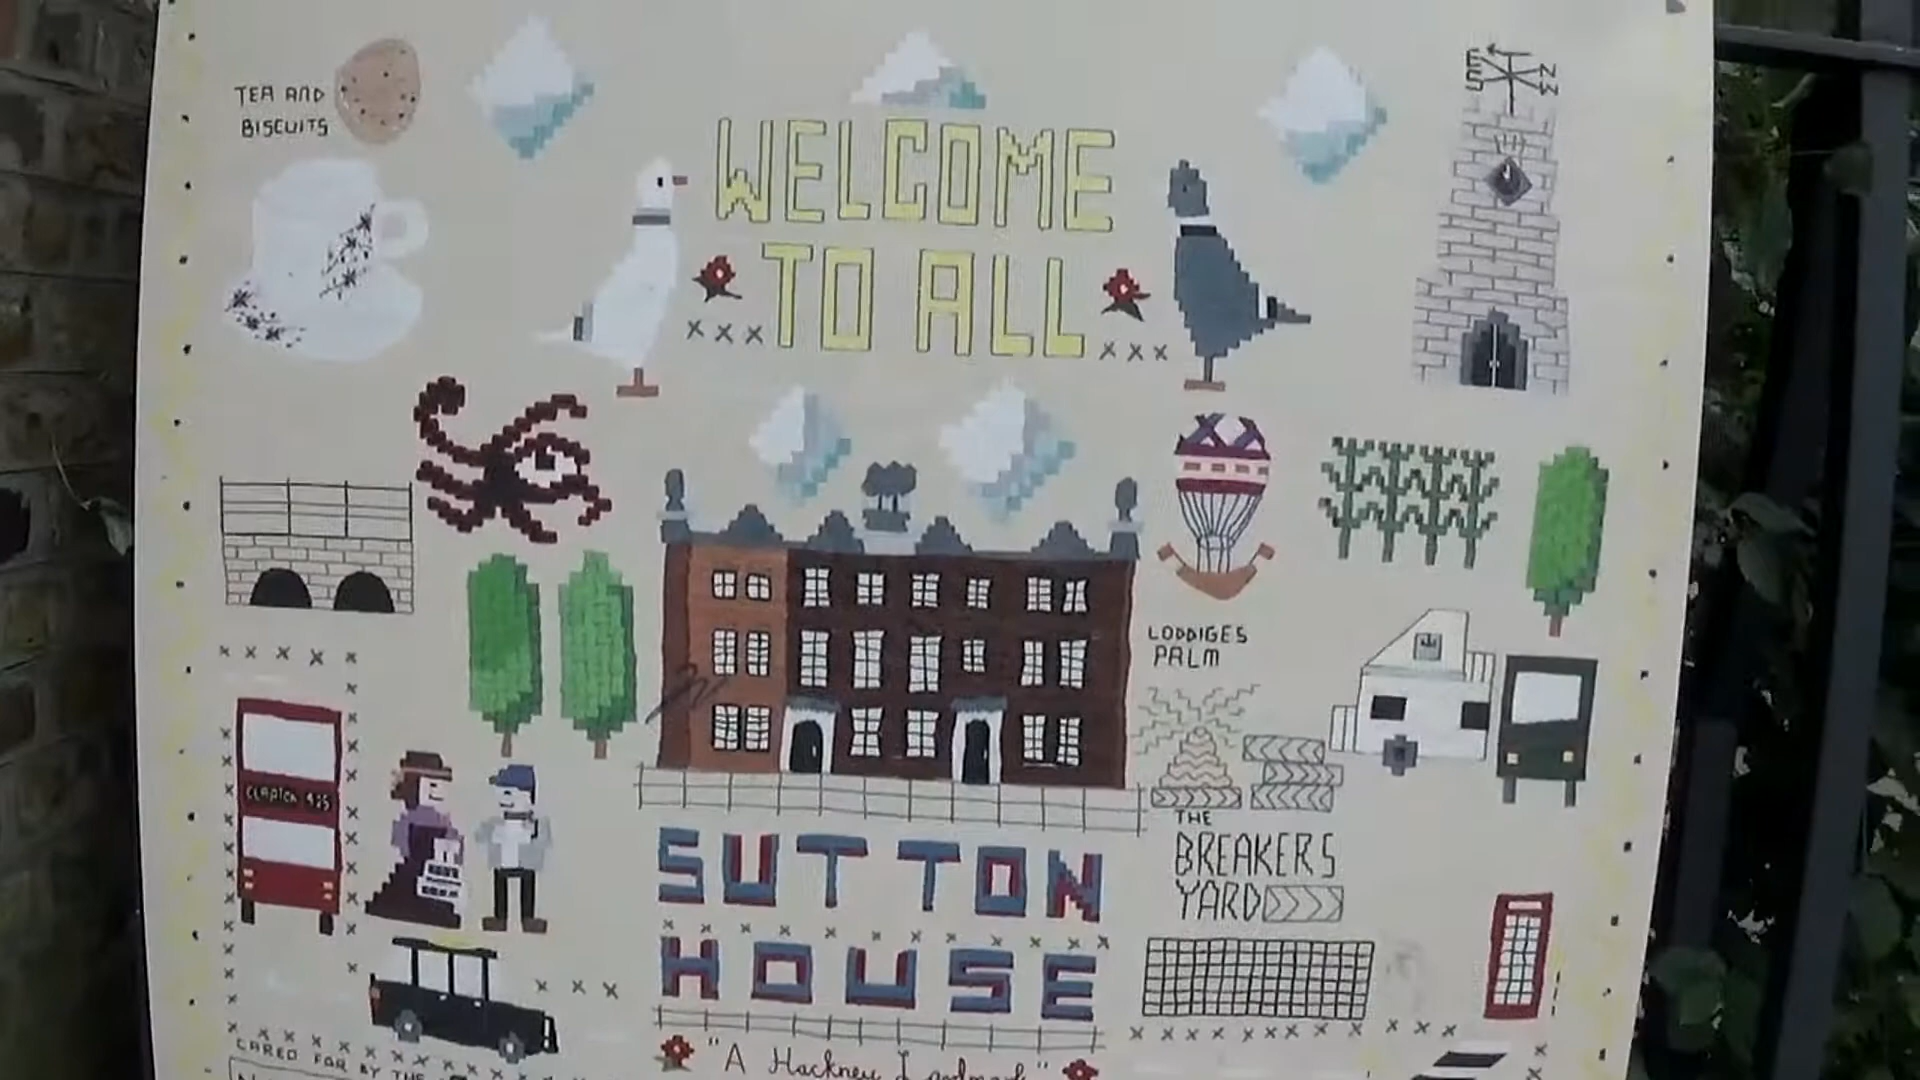 TEA AND
BISCUITS
WELCOME
TO ALL
LODDIGES
PALM
CLAPTON
THE
BREAKERS
YARD
SUTTON
HOUSE
CARED FOR BY THE
"A Hackney Landmark"